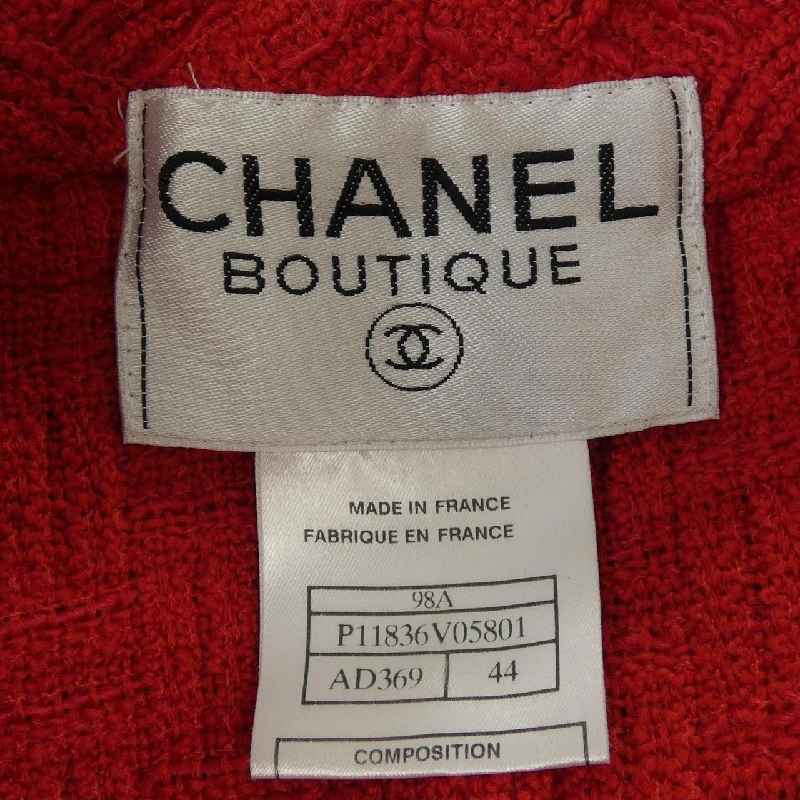 CHANEL
BOUTIQUE
MADE IN FRANCE
FABRIQUE EN FRANCE
98A
P11836V05801
AD369 44
COMPOSITION